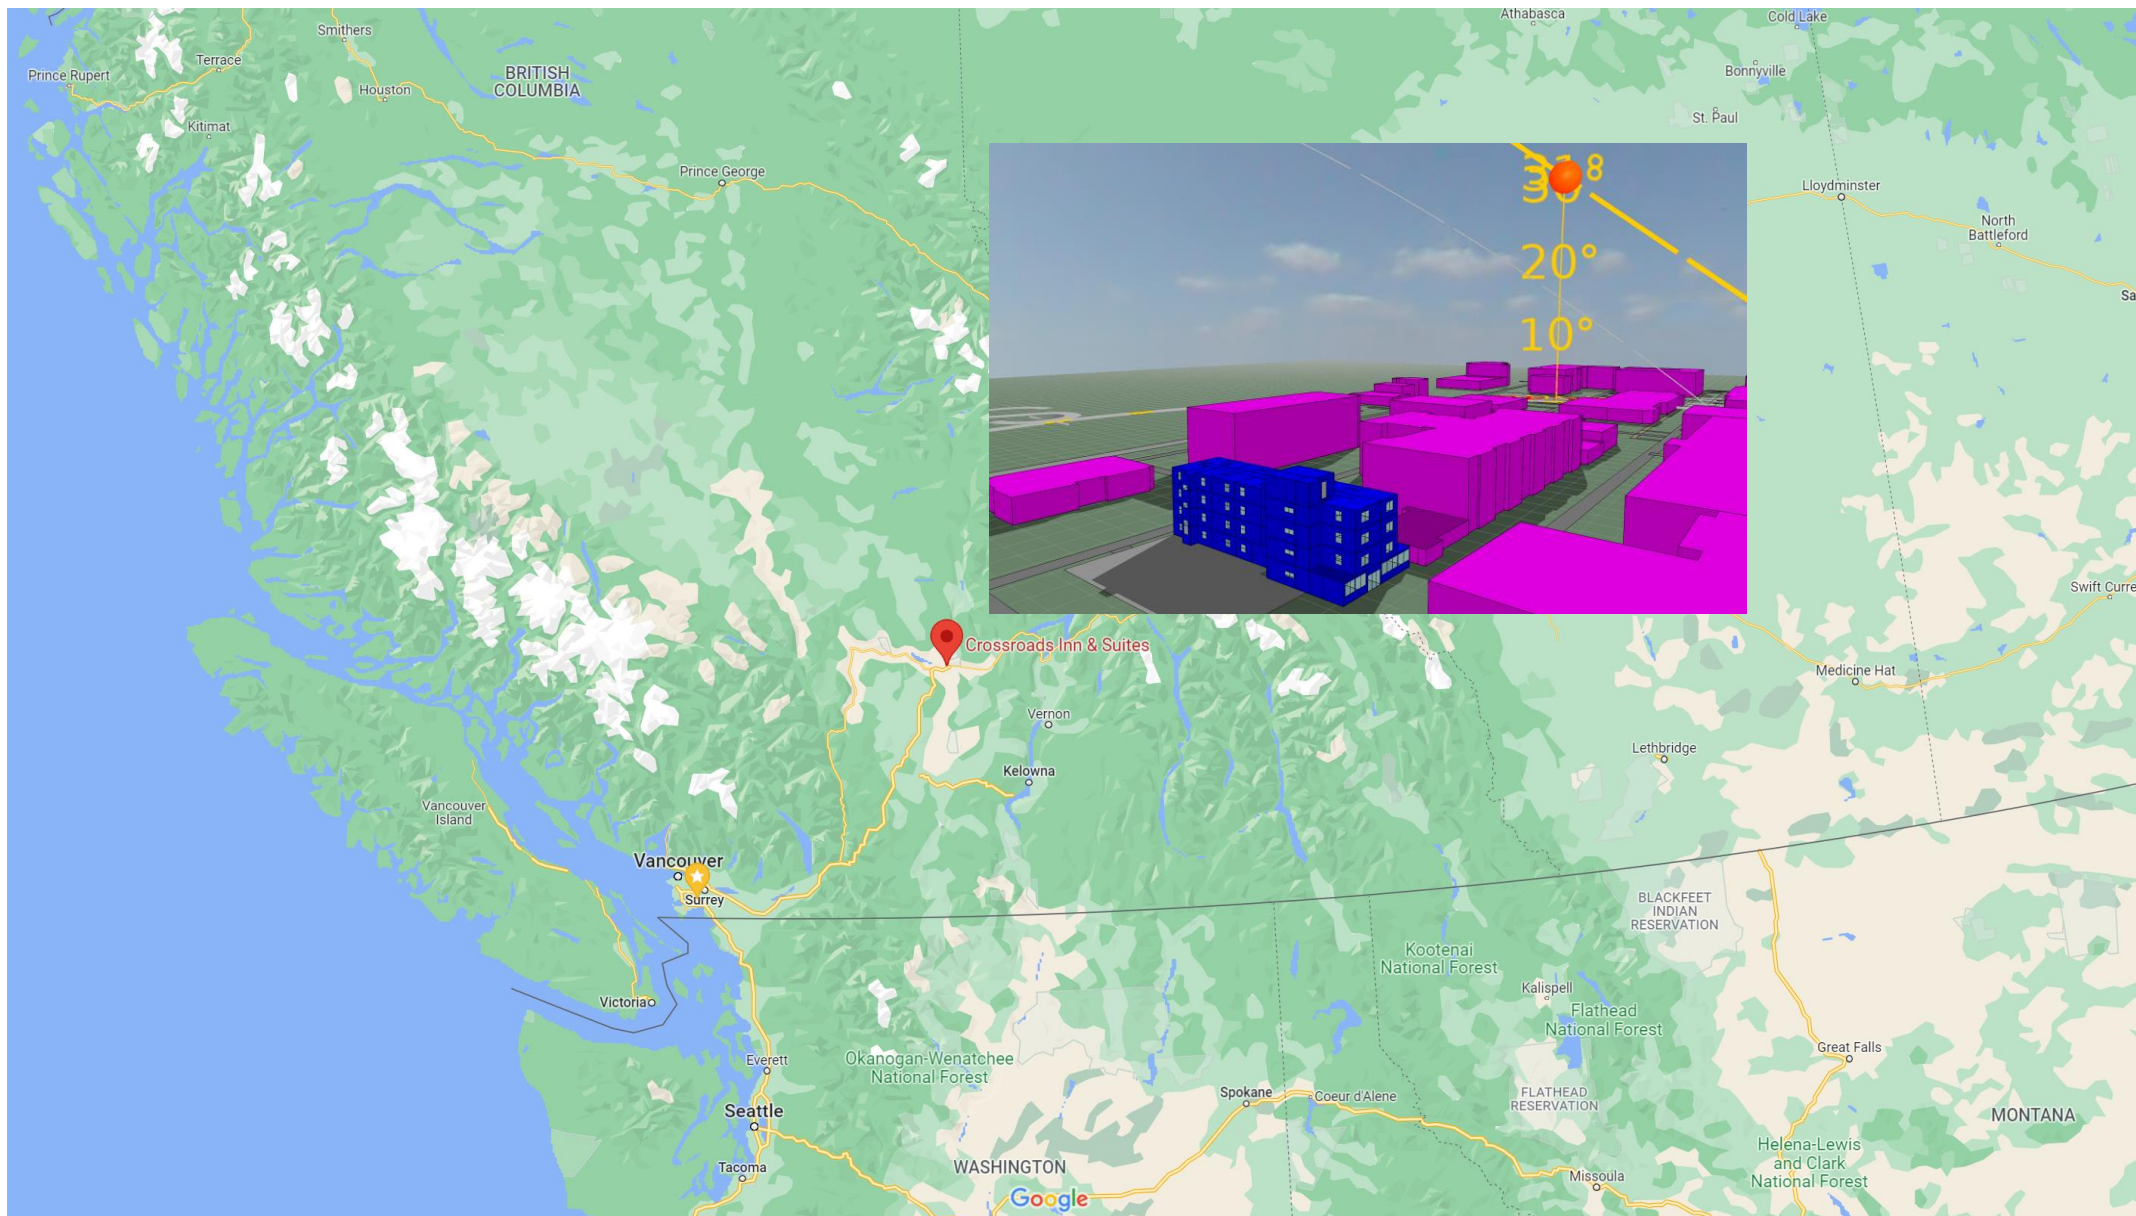 Athabasca
Cold Lake
Smithers
Terrace
Prince Rupert
BRITISH
COLUMBIA
Bonnyville
Houston
Kitimat
St. Paul
Prince George
Lloydminster
North
Battleford
8
20°
10°
Sa
Swift Curre
Crossroads Inn & Suites
Medicine Hat
Vernon
Lethbridge
Kelowna
Vancouver
Island
Vancouver
Surrey
BLACKFEET
INDIAN
RESERVATION
Kootenai
National Forest
Kalispell
Victoria
Flathead
National Forest
Great Falls
Everett
Okanogan-Wenatchee
National Forest
Spokane
Coeur d'Alene
FLATHEAD
RESERVATION
Seattle
MONTANA
Helena-Lewis
and Clark
National Forest
Tacoma
WASHINGTON
Missoula
Google